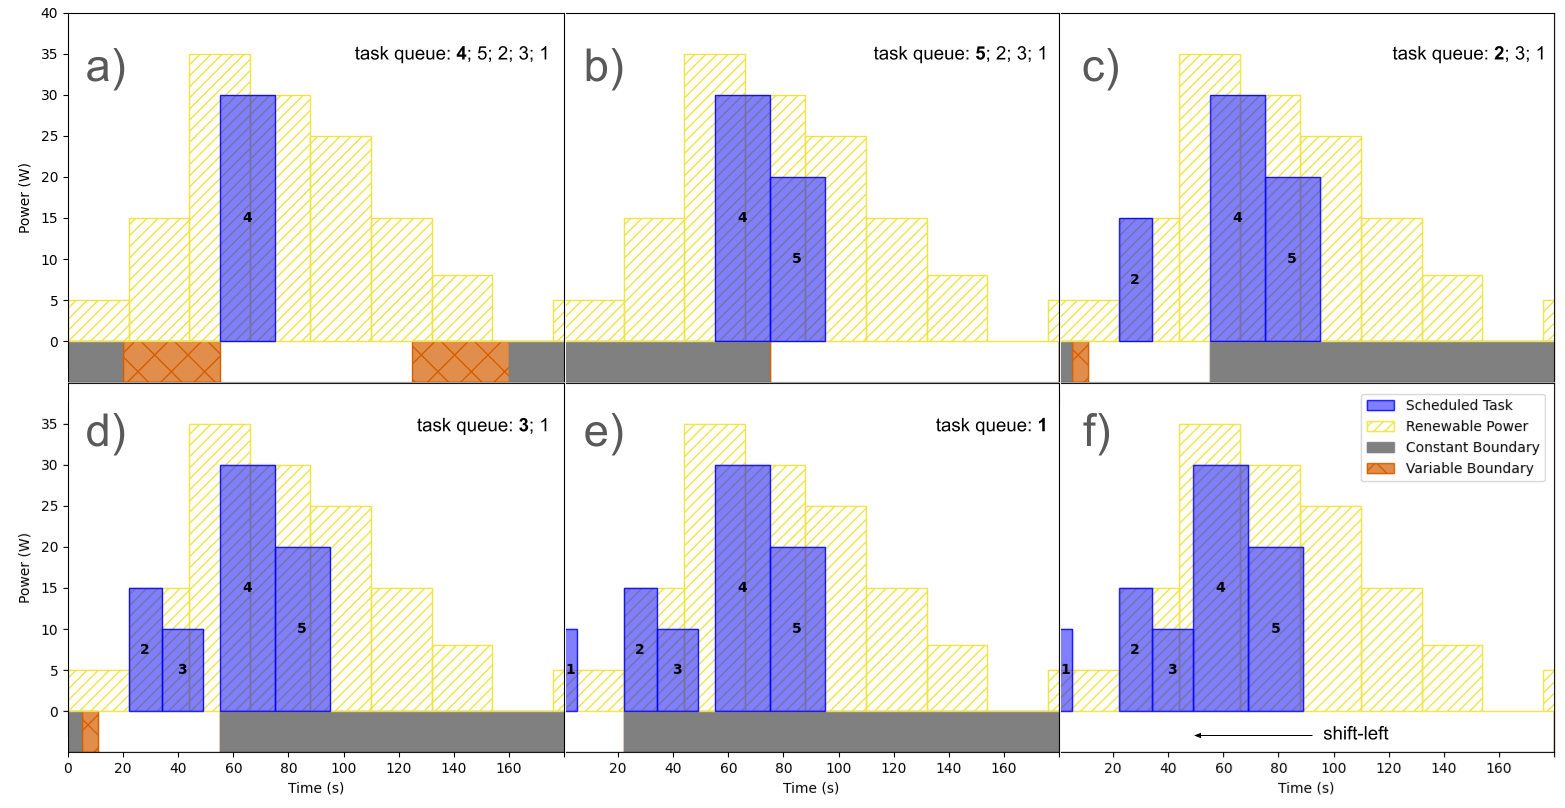 a)
task queue: 4; 5; 2; 3; 1
b)
task queue: 5; 2; 3; 1
c)
task queue: 2; 3; 1
40
35
30
25
20
15
10
5
0
Power (W)
4
4
5
2
4
5
d)
task queue: 3; 1
e)
task queue: 1
f)
Scheduled Task
Renewable Power
Constant Boundary
Variable Boundary
35
30
25
20
15
10
5
0
Power (W)
2
3
4
5
1
2
3
4
5
1
2
3
4
5
shift-left
0 20 40 60 80 100 120 140 160
20 40 60 80 100 120 140 160
20 40 60 80 100 120 140 160
Time (s)
Time (s)
Time (s)